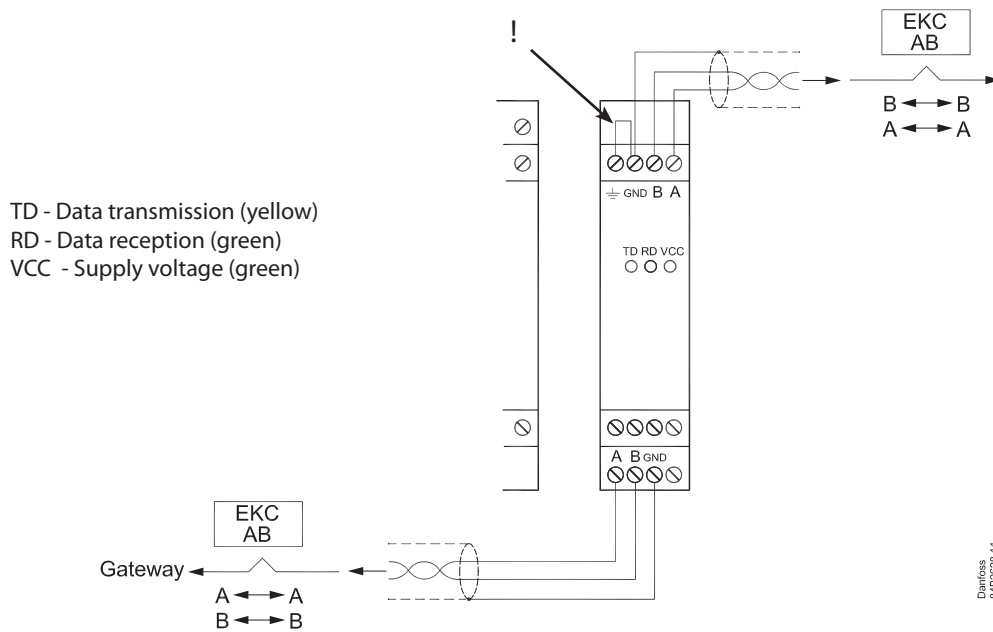 !
EKC
AB
B B
A A
TD - Data transmission (yellow)
RD - Data reception (green)
VCC - Supply voltage (green)
GND B A
TD RD VCC
A B GND
EKC
AB
Gateway
A A
B B
Danfoss